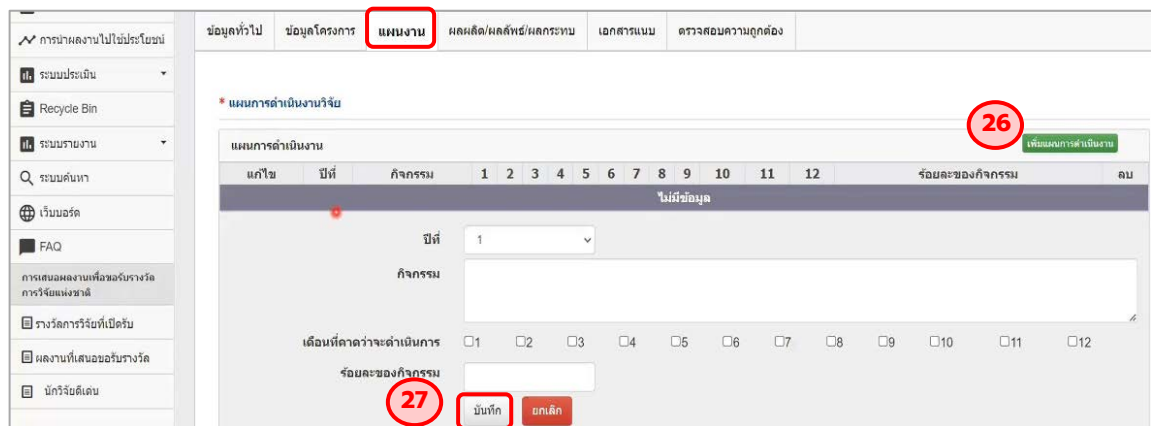 ข้อมูลทั่วไป ข้อมูลโครงการ แผนงาน ผลผลิต/ผลลัพธ์/ผลกระทบ เอกสารแนบ ตรวจสอบความถูกต้อง
การนำผลงานไปใช้ประโยชน์
ระบบประเมิน
Recycle Bin
ระบบรายงาน
ระบบค้นหา
เว็บบอร์ด
FAQ
การเสนอผลงานเพื่อขอรับรางวัล
การวิจัยแห่งชาติ
รางวัลการวิจัยที่เปิดรับ
ผลงานที่เสนอขอรับรางวัล
นักวิจัยดีเด่น
* แผนการดำเนินงานวิจัย
26
แผนการดำเนินงาน เพิ่มแผนการดำเนินงาน
แก้ไข ปีที่ กิจกรรม 1 2 3 4 5 6 7 8 9 10 11 12 ร้อยละของกิจกรรม ลบ
ไม่มีข้อมูล
ปีที่ 1
กิจกรรม
เดือนที่คาดว่าจะดำเนินการ 1 2 3 4 5 6 7 8 9 10 11 12
ร้อยละของกิจกรรม
27 บันทึก ยกเลิก